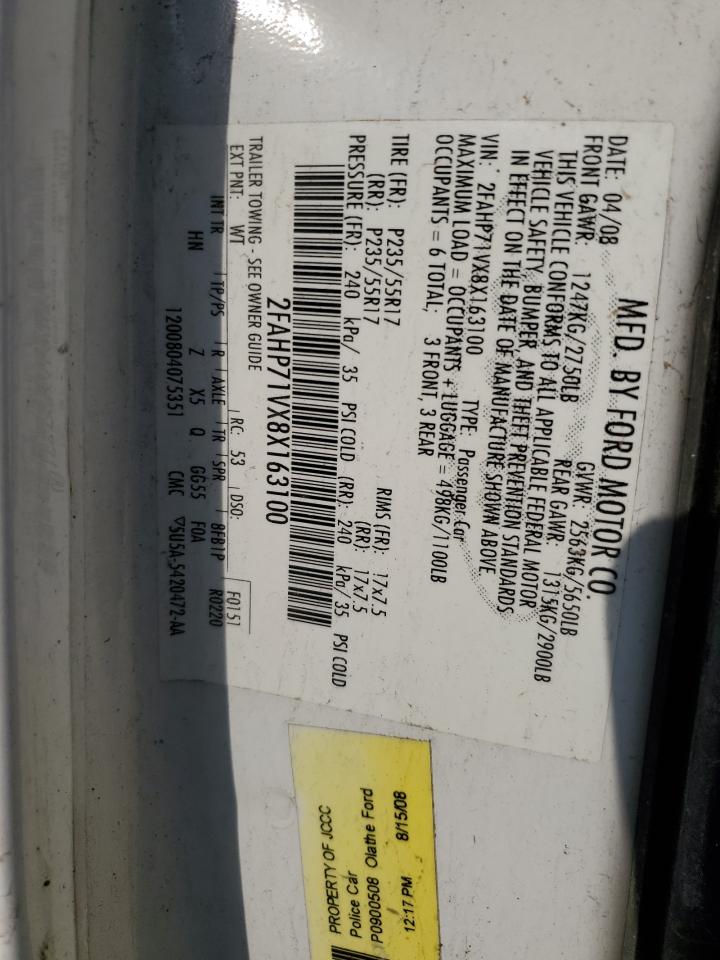 MFD. BY FORD MOTOR CO.
DATE: 04/08 GVWR: 2563KG/5650LB
FRONT GAWR: 1247KG/2750LB REAR GAWR: 1315KG/2900LB
THIS VEHICLE CONFORMS TO ALL APPLICABLE FEDERAL MOTOR
VEHICLE SAFETY, BUMPER, AND THEFT PREVENTION STANDARDS
IN EFFECT ON THE DATE OF MANUFACTURE SHOWN ABOVE.
VIN: 2FAHP71VX8X163100 TYPE: Passenger Car
MAXIMUM LOAD = OCCUPANTS + LUGGAGE = 498KG/1100LB
OCCUPANTS = 6 TOTAL; 3 FRONT, 3 REAR
TIRE (FR): P235/55R17 RIMS (FR): 17x7.5
(RR): P235/55R17 (RR): 17x7.5
PRESSURE (FR): 240 kPa/ 35 PSI COLD (RR): 240 kPa/ 35 PSI COLD
2FAHP71VX8X163100
TRAILER TOWING - SEE OWNER GUIDE
EXT PNT: WT RC: 53 DSO: F0151
INT TR TP/PS R AXLE TR SPR 8FB1P R0220
HN Z X5 Q GG55 F0A
1200804075351 CMC ▽5U5A-5420472-AA
PROPERTY OF JCCC
Police Car
P0900508 Olathe Ford
12:17 PM 8/15/08